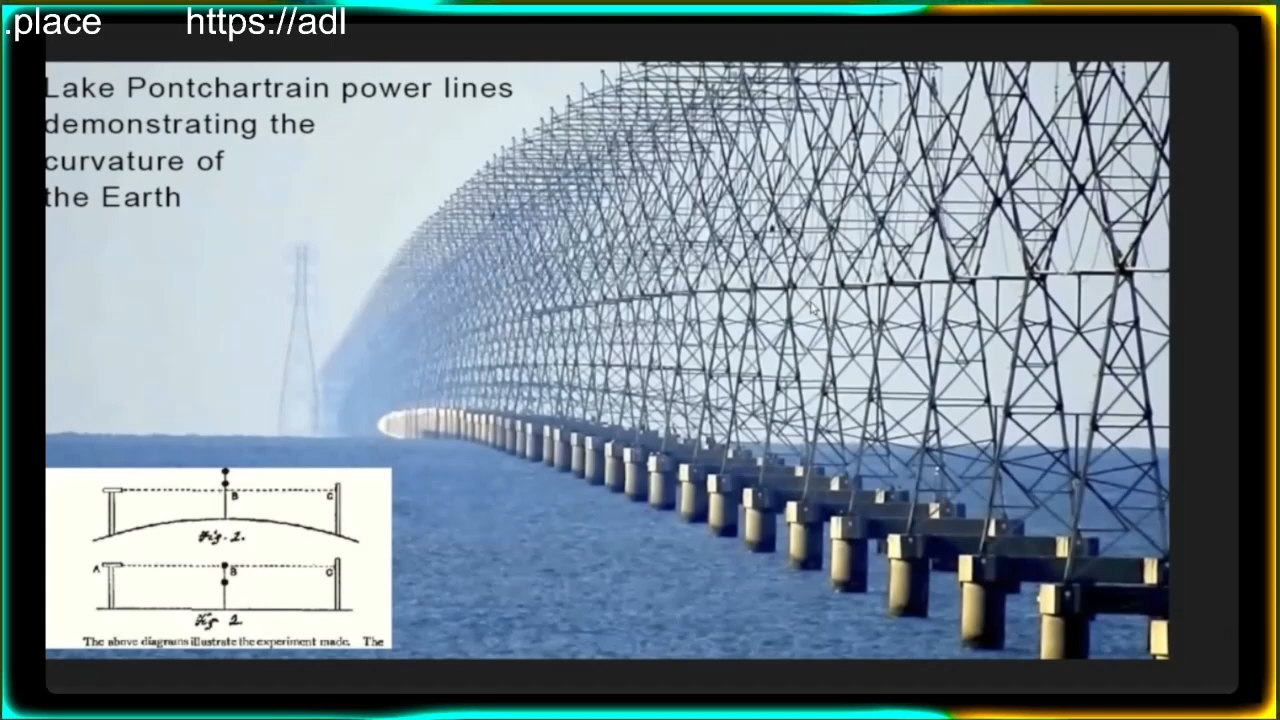 .place https://adl
Lake Pontchartrain power lines
demonstrating the
curvature of
the Earth
B
C
Fig. 1.
A
B
C
Fig 2.
The above diagrams illustrate the experiment made. The